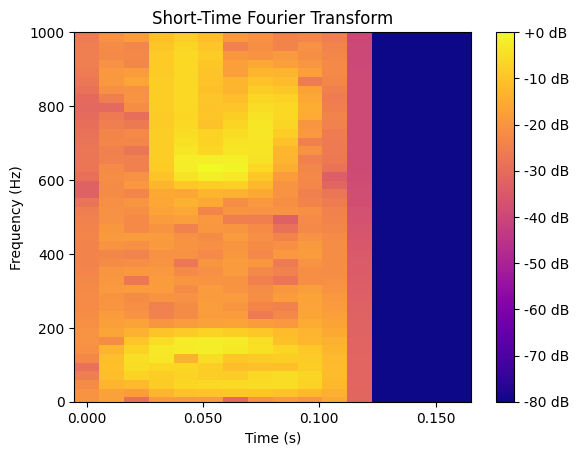 Short-Time Fourier Transform
1000
800
600
400
200
0
Frequency (Hz)
0.000
0.050
0.100
0.150
Time (s)
+0 dB
-10 dB
-20 dB
-30 dB
-40 dB
-50 dB
-60 dB
-70 dB
-80 dB